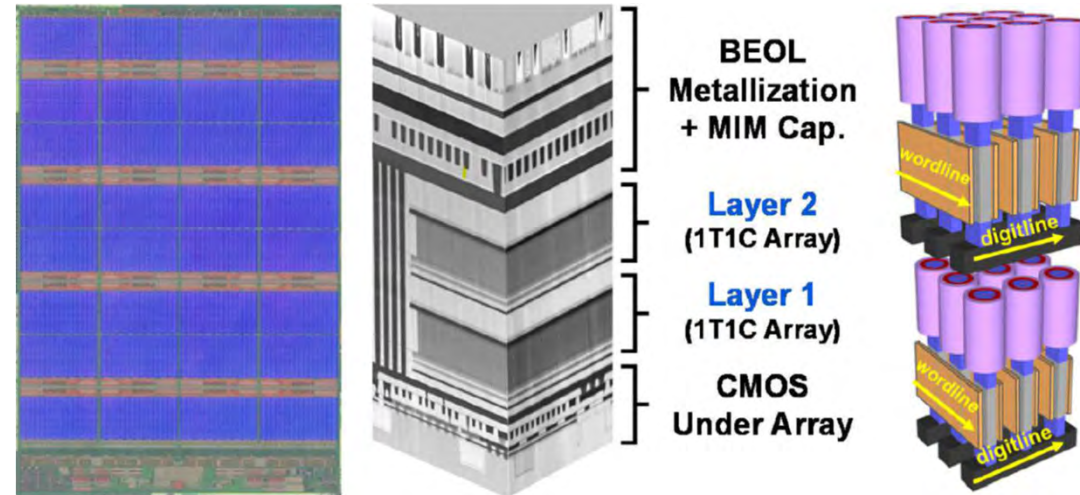 BEOL
Metallization
+ MIM Cap.
Layer 2
(1T1C Array)
Layer 1
(1T1C Array)
CMOS
Under Array
wordline
digitline
wordline
digitline